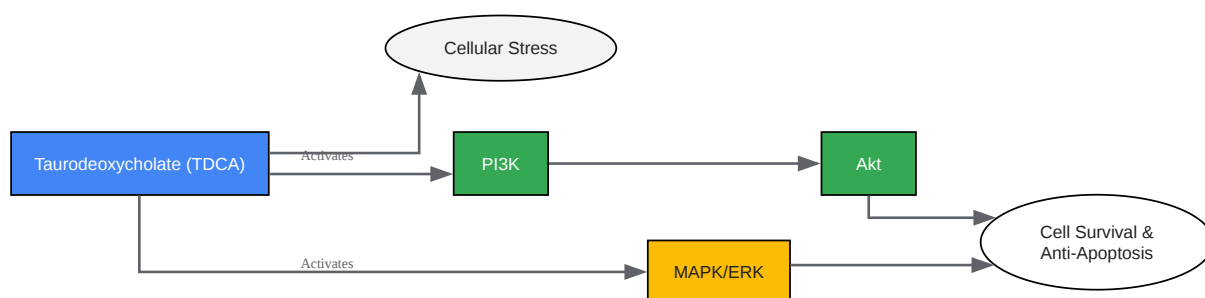 Cellular Stress
Taurodeoxycholate (TDCA)
Activates
PI3K
Akt
Cell Survival &
Anti-Apoptosis
Activates
MAPK/ERK